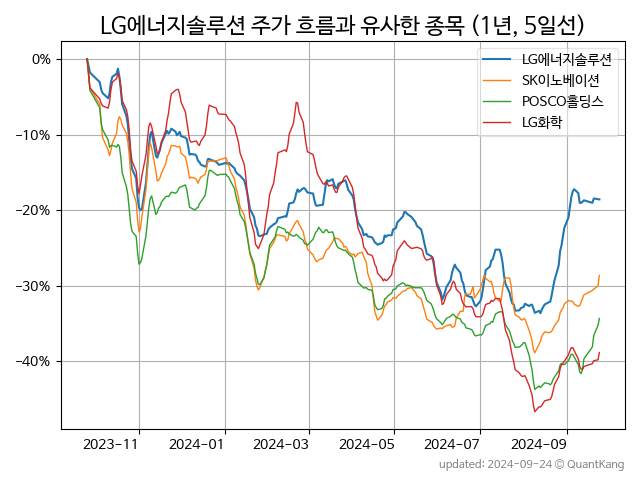 LG에너지솔루션 주가 흐름과 유사한 종목 (1년, 5일선)
LG에너지솔루션
SK이노베이션
POSCO홀딩스
LG화학
0%
−10%
−20%
−30%
−40%
2023−11
2024−01
2024−03
2024−05
2024−07
2024−09
updated: 2024-09-24 © QuantKang